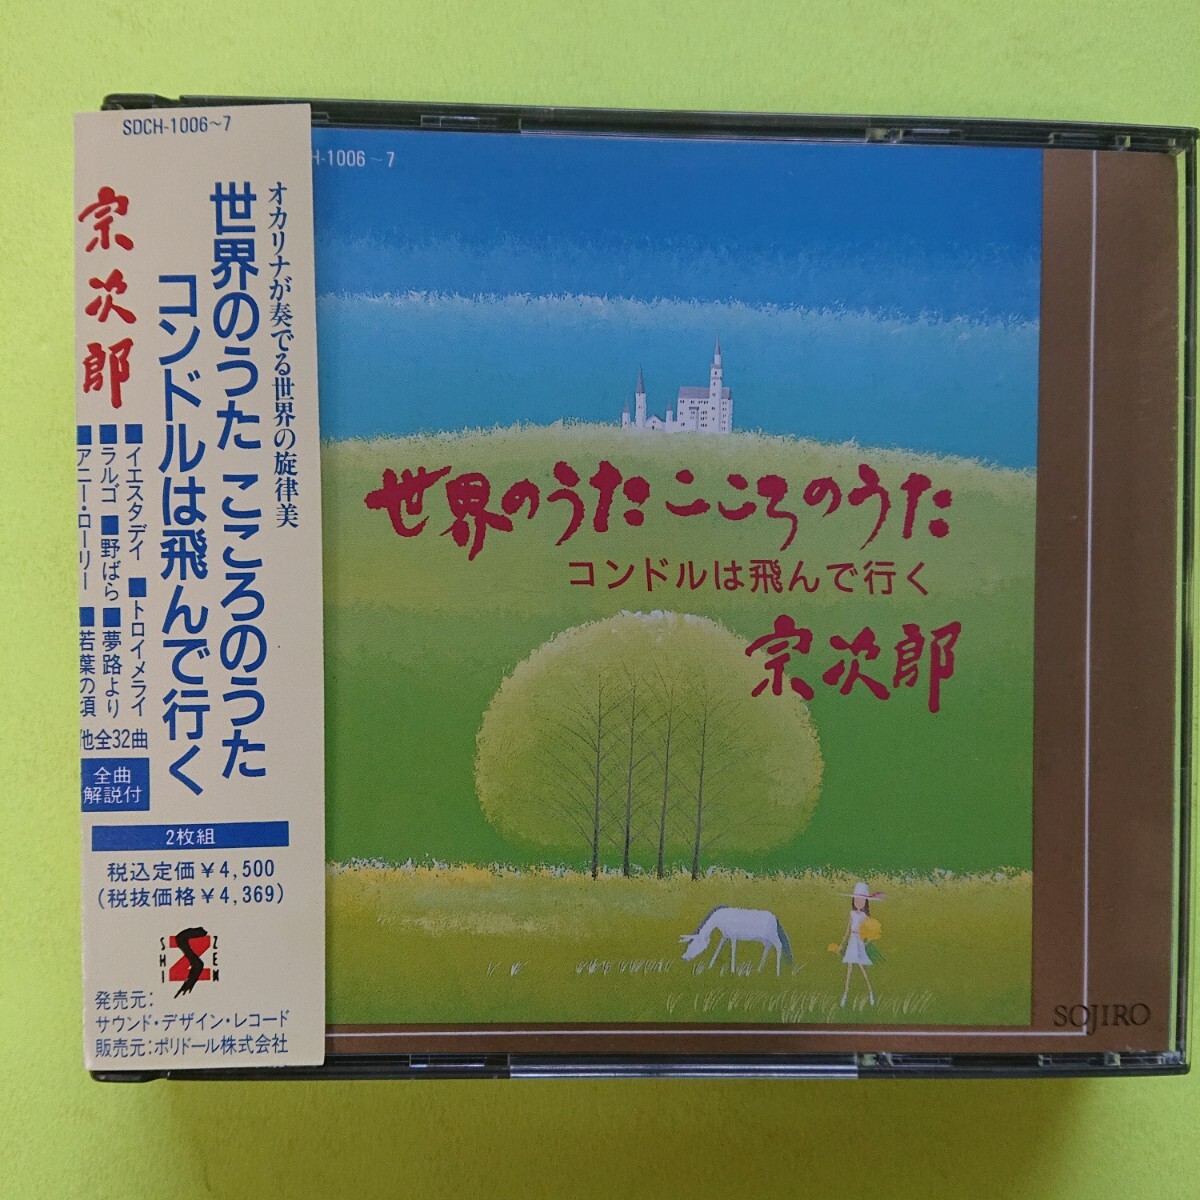 SDCH-1006~7
オカリナが奏でる世界の旋律美
世界のうた こころのうた
コンドルは飛んで行く
宗次郎
■イエスタデイ ■トロイメライ
■ラルゴ ■野ばら ■夢路より
■アニー・ローリー ■若葉の頃
他全32曲
全曲
解説付
2枚組
税込定価¥4,500
(税抜価格¥4,369)
SHI
ZEN
発売元:
サウンド・デザイン・レコード
販売元:ポリドール株式会社
H-1006~7
世界のうた こころのうた
コンドルは飛んで行く
宗次郎
SOJIRO